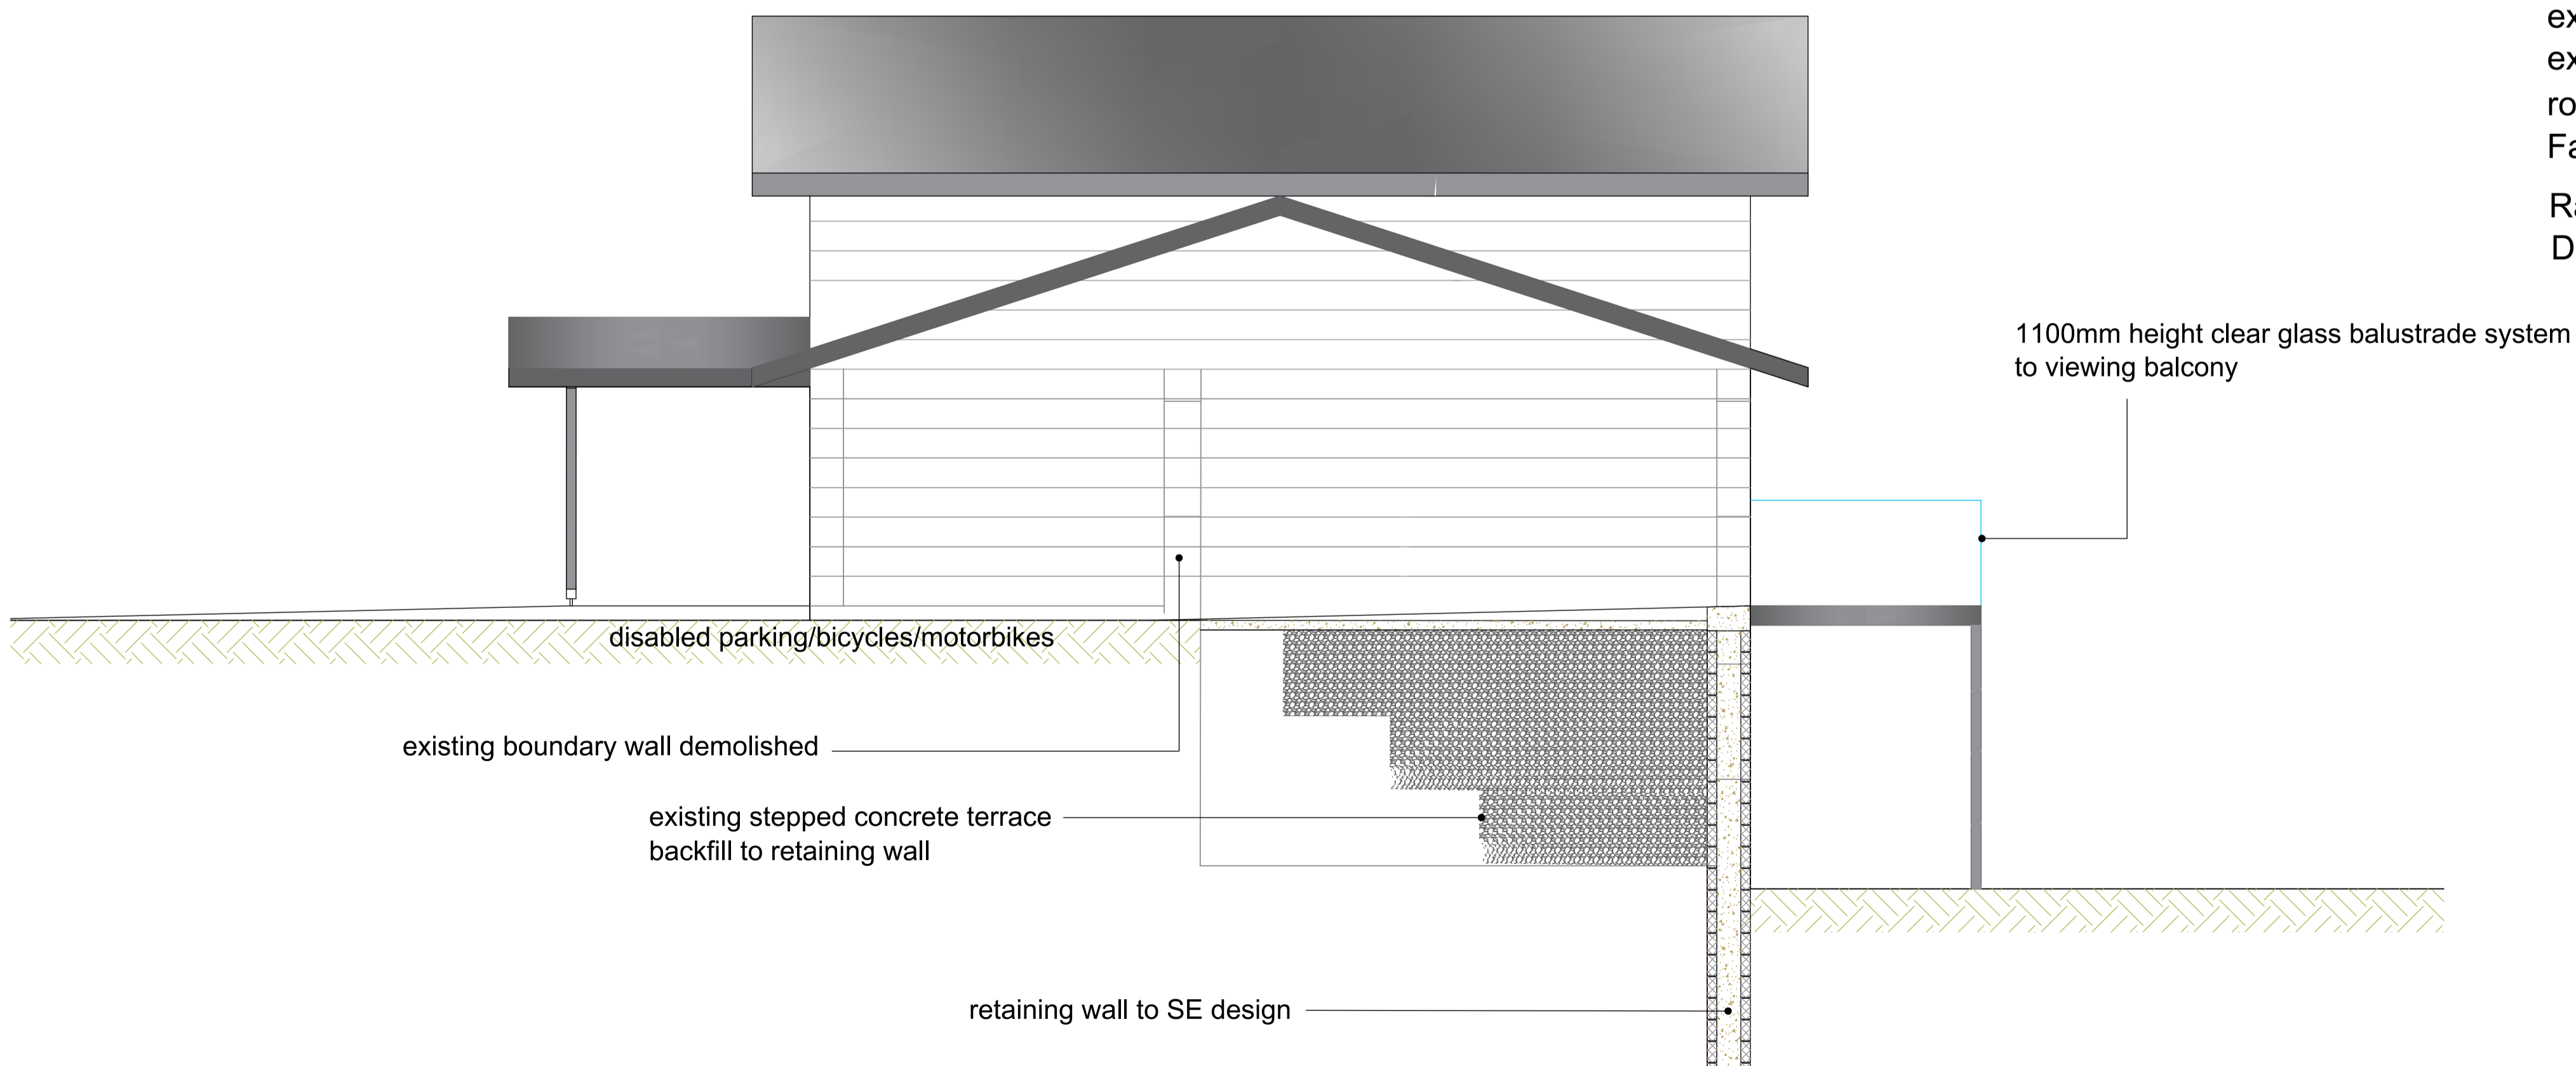 1100mm height clear glass balustrade system
to viewing balcony
disabled parking/bicycles/motorbikes
existing boundary wall demolished
existing stepped concrete terrace
backfill to retaining wall
retaining wall to SE design